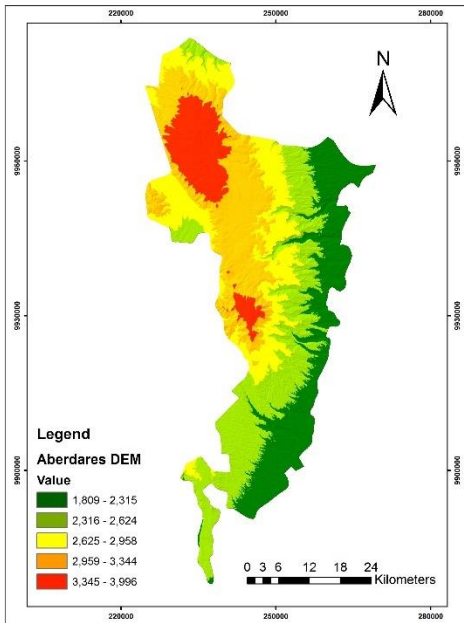 220000 250000 280000
N
9960000 9960000
9930000 9930000
9900000 9900000
Legend
Aberdares DEM
Value
1,809 - 2,315
2,316 - 2,624
2,625 - 2,958
2,959 - 3,344
3,345 - 3,996
0 3 6 12 18 24
Kilometers
220000 250000 280000